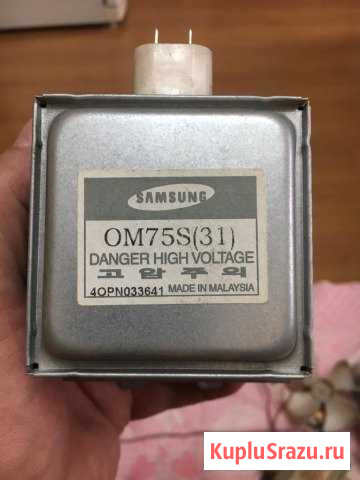 SAMSUNG
OM75S(31)
DANGER HIGH VOLTAGE
고압주의
4OPN033641 MADE IN MALAYSIA
KupluSrazu.ru